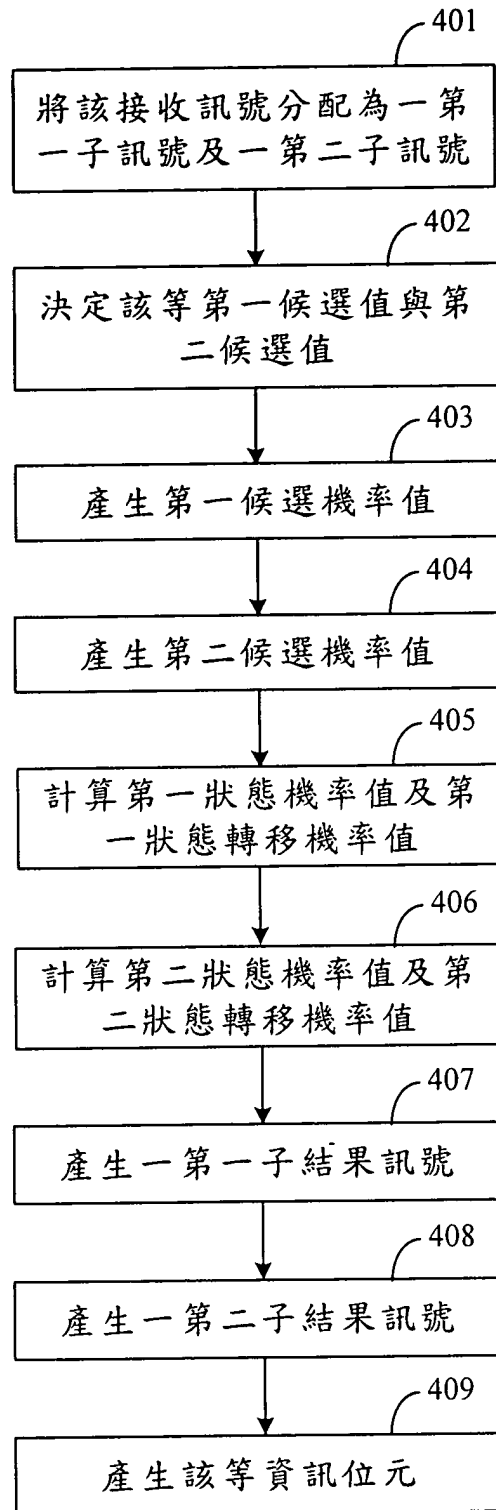 401
將該接收訊號分配為一第
一子訊號及一第二子訊號
402
決定該等第一候選值與第
二候選值
403
產生第一候選機率值
404
產生第二候選機率值
405
計算第一狀態機率值及第
一狀態轉移機率值
406
計算第二狀態機率值及第
二狀態轉移機率值
407
產生一第一子結果訊號
408
產生一第二子結果訊號
409
產生該等資訊位元